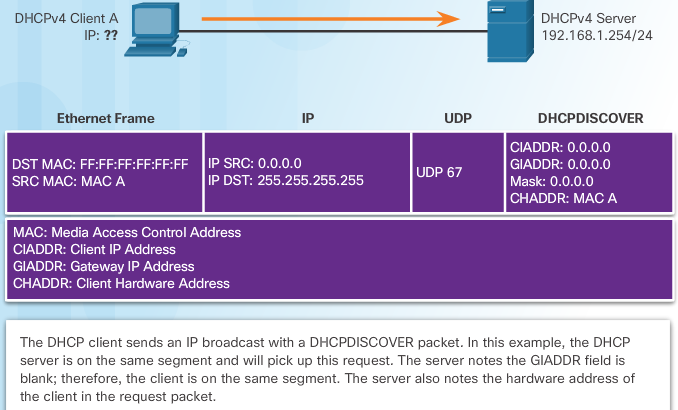 DHCPv4 Client A
IP: ??
DHCPv4 Server
192.168.1.254/24
Ethernet Frame
IP
UDP
DHCPDISCOVER
DST MAC: FF:FF:FF:FF:FF:FF
SRC MAC: MAC A
IP SRC: 0.0.0.0
IP DST: 255.255.255.255
UDP 67
CIADDR: 0.0.0.0
GIADDR: 0.0.0.0
Mask: 0.0.0.0
CHADDR: MAC A
MAC: Media Access Control Address
CIADDR: Client IP Address
GIADDR: Gateway IP Address
CHADDR: Client Hardware Address
The DHCP client sends an IP broadcast with a DHCPDISCOVER packet. In this example, the DHCP
server is on the same segment and will pick up this request. The server notes the GIADDR field is
blank; therefore, the client is on the same segment. The server also notes the hardware address of
the client in the request packet.